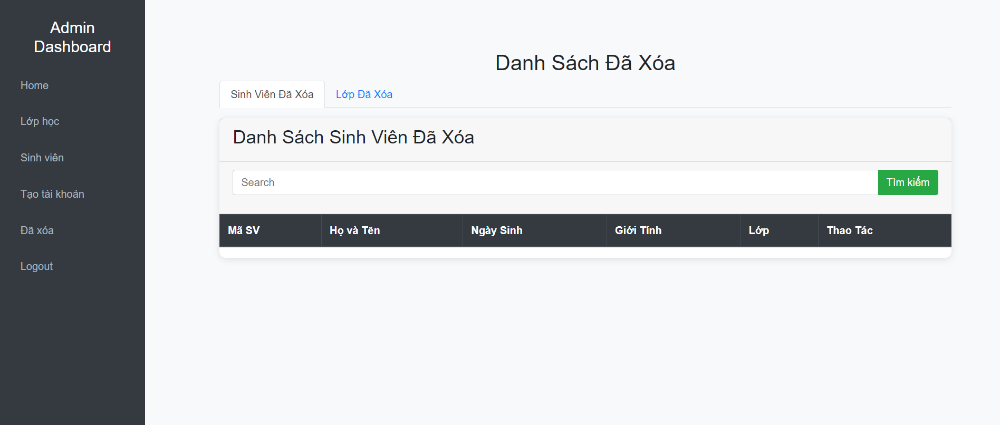 Admin
Dashboard
Home
Lớp học
Sinh viên
Tạo tài khoản
Đã xóa
Logout
Danh Sách Đã Xóa
Sinh Viên Đã Xóa
Lớp Đã Xóa
Danh Sách Sinh Viên Đã Xóa
Search
Tìm kiếm
Mã SV
Họ và Tên
Ngày Sinh
Giới Tính
Lớp
Thao Tác